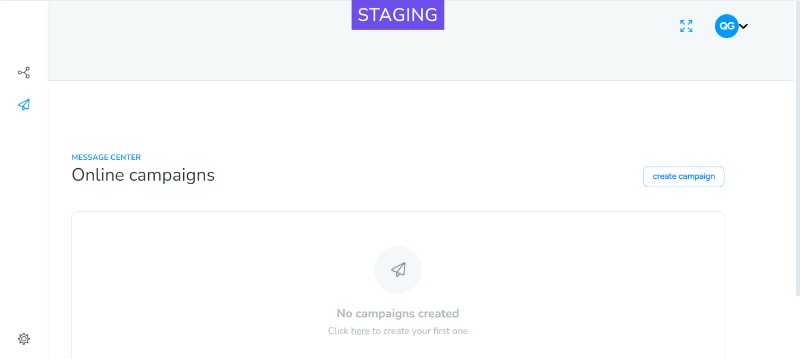 STAGING
QG
MESSAGE CENTER
Online campaigns
create campaign
No campaigns created
Click here to create your first one